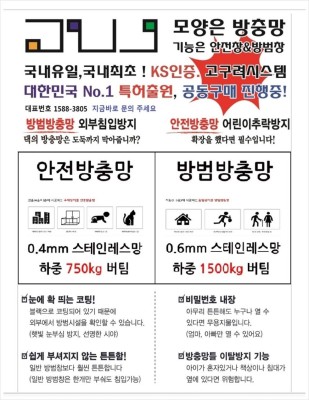 고구려
모양은 방충망
기능은 안전창&방범창
국내유일,국내최초 ! KS인증. 고구려시스템
대한민국 No.1 특허출원, 공동구매 진행중!
대표번호 1588-3805 지금바로 문의 주세요
방범방충망 외부침입방지
댁의 방충망은 도둑까지 막아줍니까?
안전방충망 어린이추락방지
확장을 했다면 필수입니다!
안전방충망
0.4mm 스테인레스망
하중 750kg 버팀
방범방충망
0.6mm 스테인레스망
하중 1500kg 버팀
눈에 확 띄는 코팅!
블랙으로 코팅되어 있기 때문에
외부에서 방범시설을 확인할 수 있습니다.
(햇빛 눈부심 방지, 선명한 시야)
비밀번호 내장
아무리 튼튼해도 누구나 열 수
있다면 무용지물입니다.
(엄마, 아빠만 열 수 있어요)
쉽게 부셔지지 않는 튼튼함!
일반 방범창보다 훨씬 튼튼합니다
(일반 방범창은 한개만 부숴도 침입가능)
방충망틀 이탈방지 기능
아이가 혼자있거나 책상이나 침대가
옆에 있다면 위험합니다.